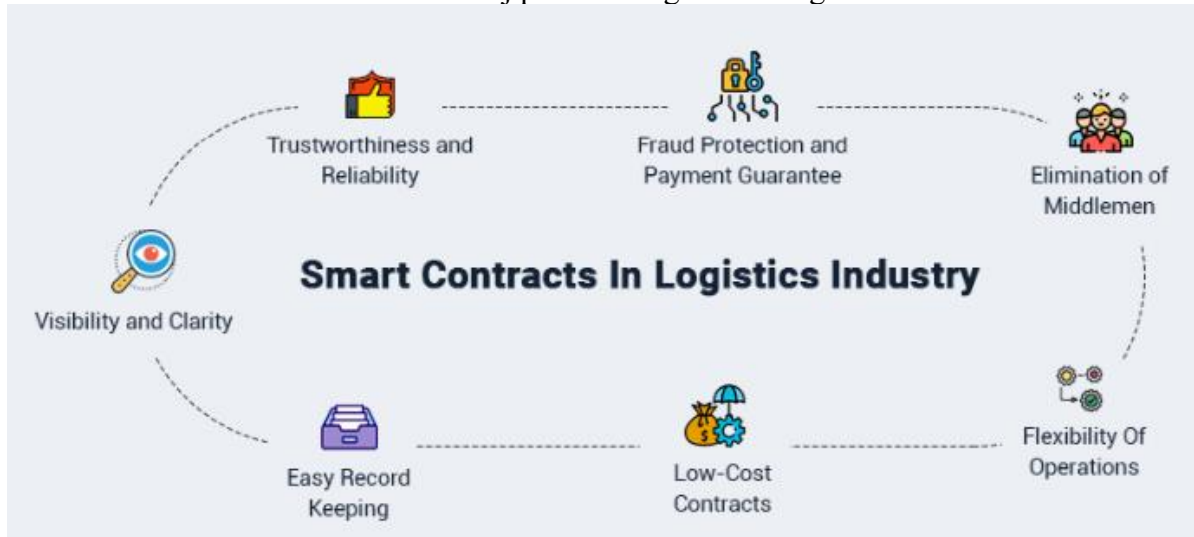 Trustworthiness and
Reliability
Fraud Protection and
Payment Guarantee
Elimination of
Middlemen
Smart Contracts In Logistics Industry
Visibility and Clarity
Flexibility Of
Operations
Easy Record
Keeping
Low-Cost
Contracts